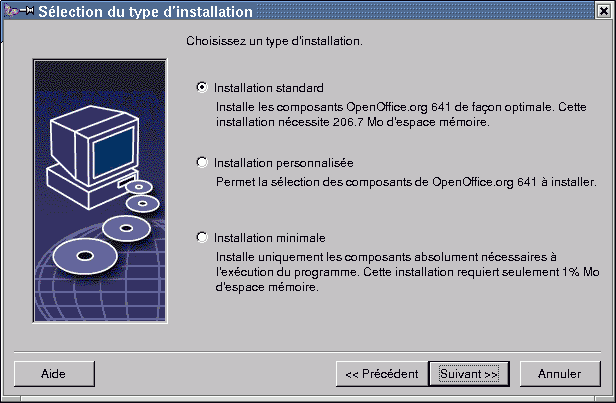 Sélection du type d'installation
Choisissez un type d'installation.
Installation standard
Installe les composants OpenOffice.org 641 de façon optimale. Cette
installation nécessite 206.7 Mo d'espace mémoire.
Installation personnalisée
Permet la sélection des composants de OpenOffice.org 641 à installer.
Installation minimale
Installe uniquement les composants absolument nécessaires à
l'exécution du programme. Cette installation requiert seulement 1% Mo
d'espace mémoire.
Aide
<< Précédent
Suivant >>
Annuler